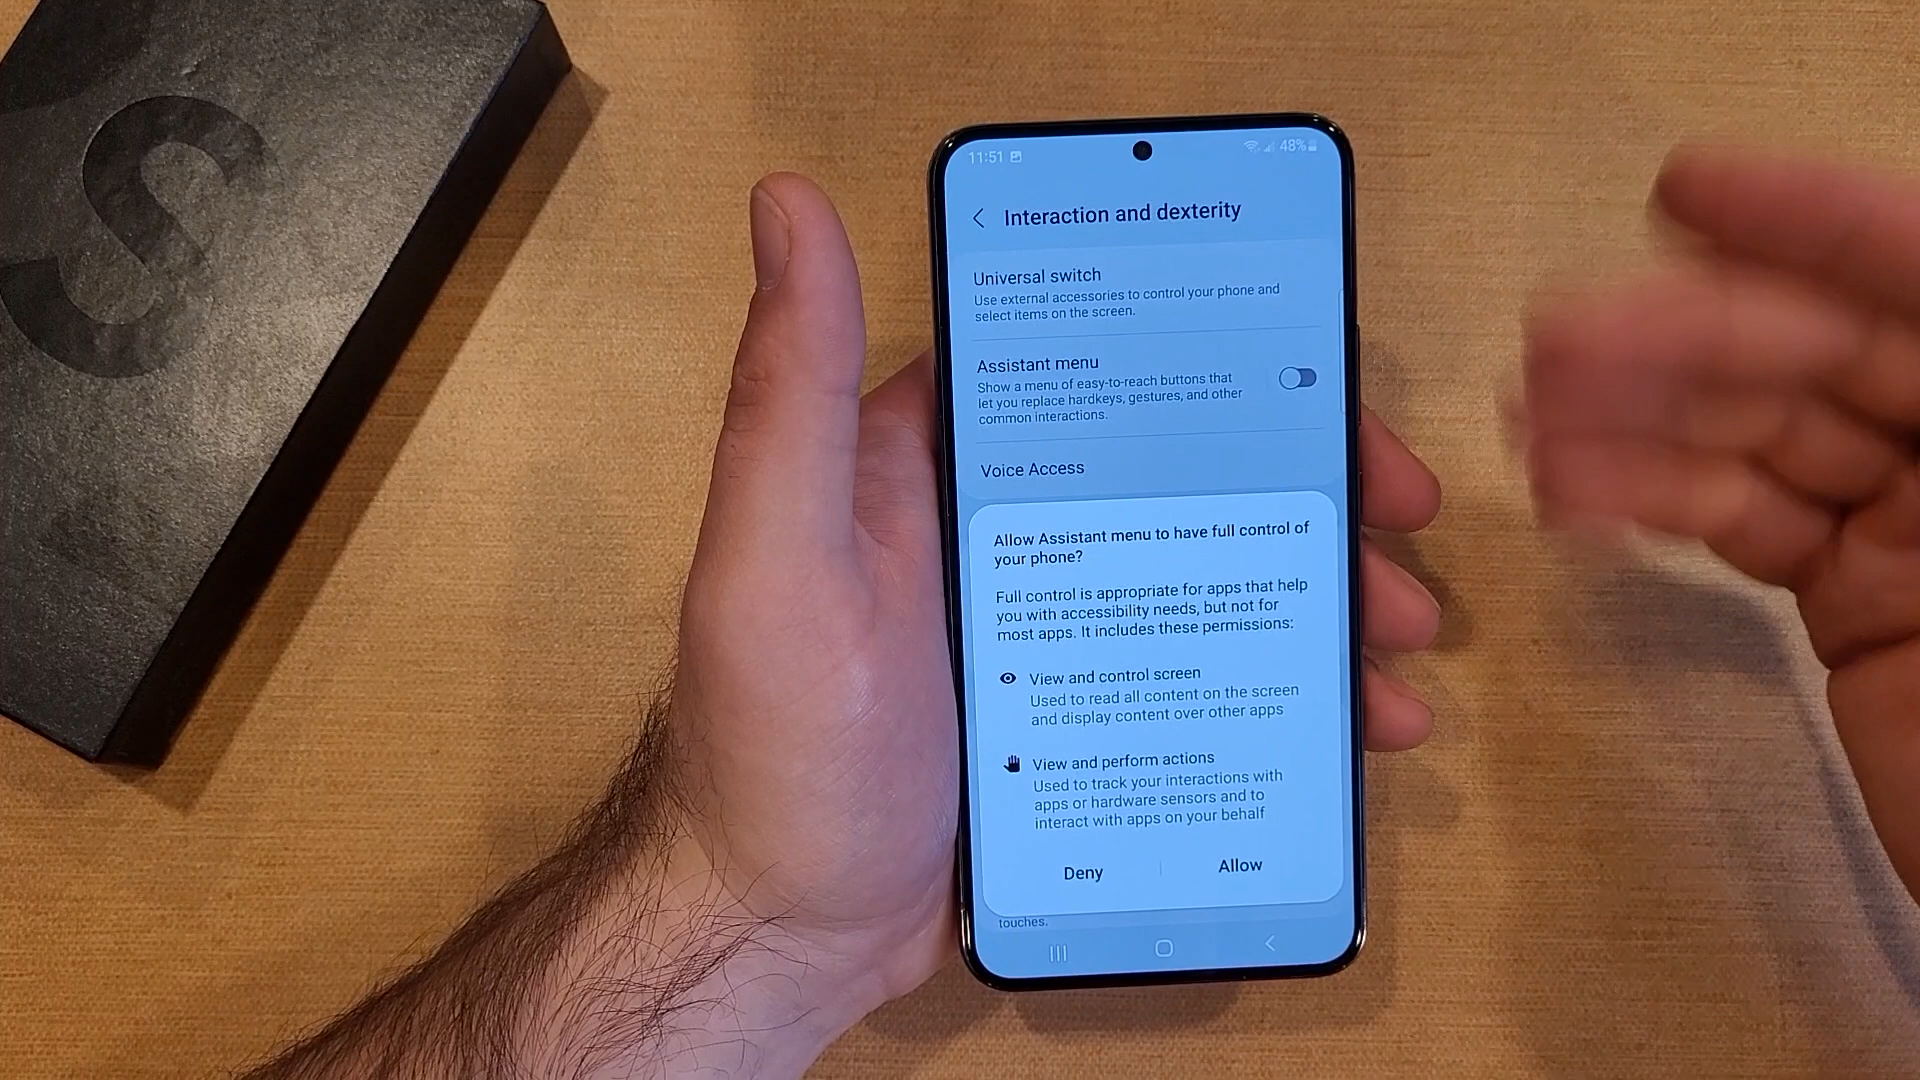 S
11:51 48%
Interaction and dexterity
Universal switch
Use external accessories to control your phone and
select items on the screen.
Assistant menu
Show a menu of easy-to-reach buttons that
let you replace hardkeys, gestures, and other
common interactions.
Voice Access
Allow Assistant menu to have full control of
your phone?
Full control is appropriate for apps that help
you with accessibility needs, but not for
most apps. It includes these permissions:
View and control screen
Used to read all content on the screen
and display content over other apps
View and perform actions
Used to track your interactions with
apps or hardware sensors and to
interact with apps on your behalf
Deny Allow
touches.